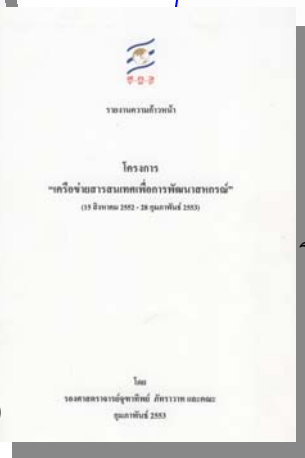 รายงานความก้าวหน้า
โครงการ
"เครือข่ายสารสนเทศเพื่อการพัฒนาสหกรณ์"
(15 สิงหาคม 2552 - 28 กุมภาพันธ์ 2553)
โดย
รองศาสตราจารย์จุฑาทิพย์ ภัทราวาท และคณะ
กุมภาพันธ์ 2553